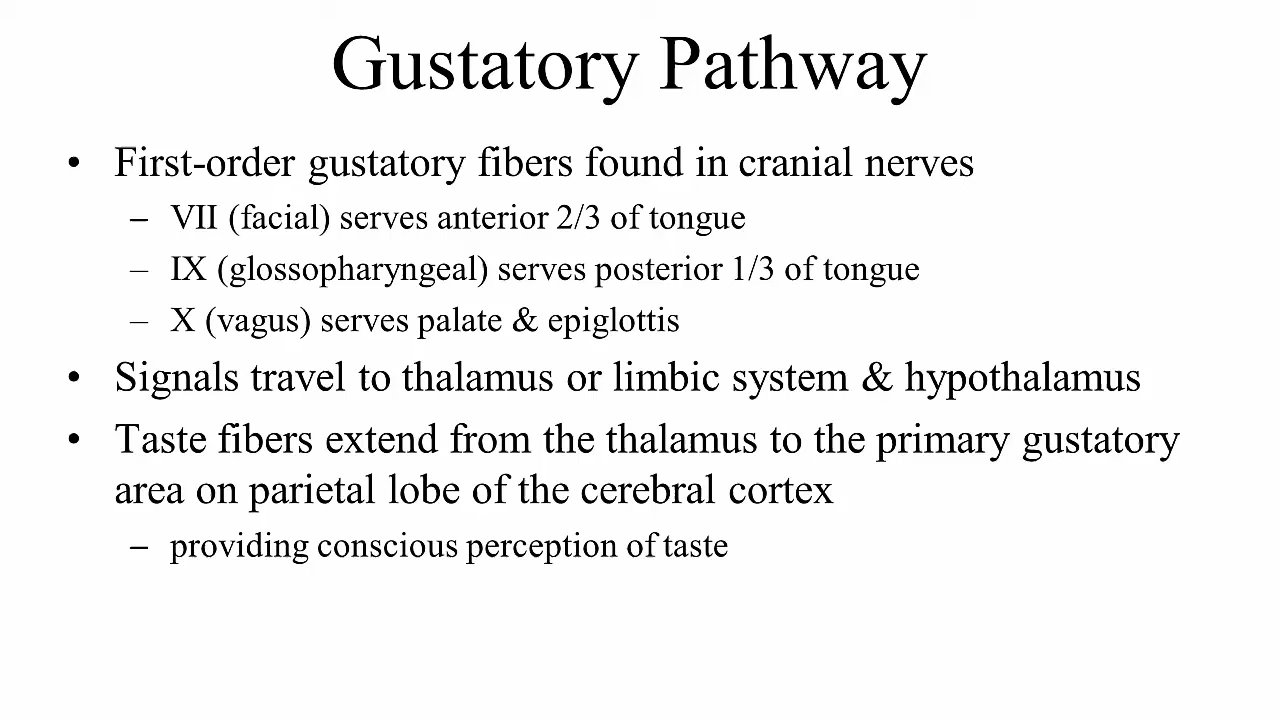 Gustatory Pathway
• First-order gustatory fibers found in cranial nerves
– VII (facial) serves anterior 2/3 of tongue
– IX (glossopharyngeal) serves posterior 1/3 of tongue
– X (vagus) serves palate & epiglottis
• Signals travel to thalamus or limbic system & hypothalamus
• Taste fibers extend from the thalamus to the primary gustatory
area on parietal lobe of the cerebral cortex
– providing conscious perception of taste